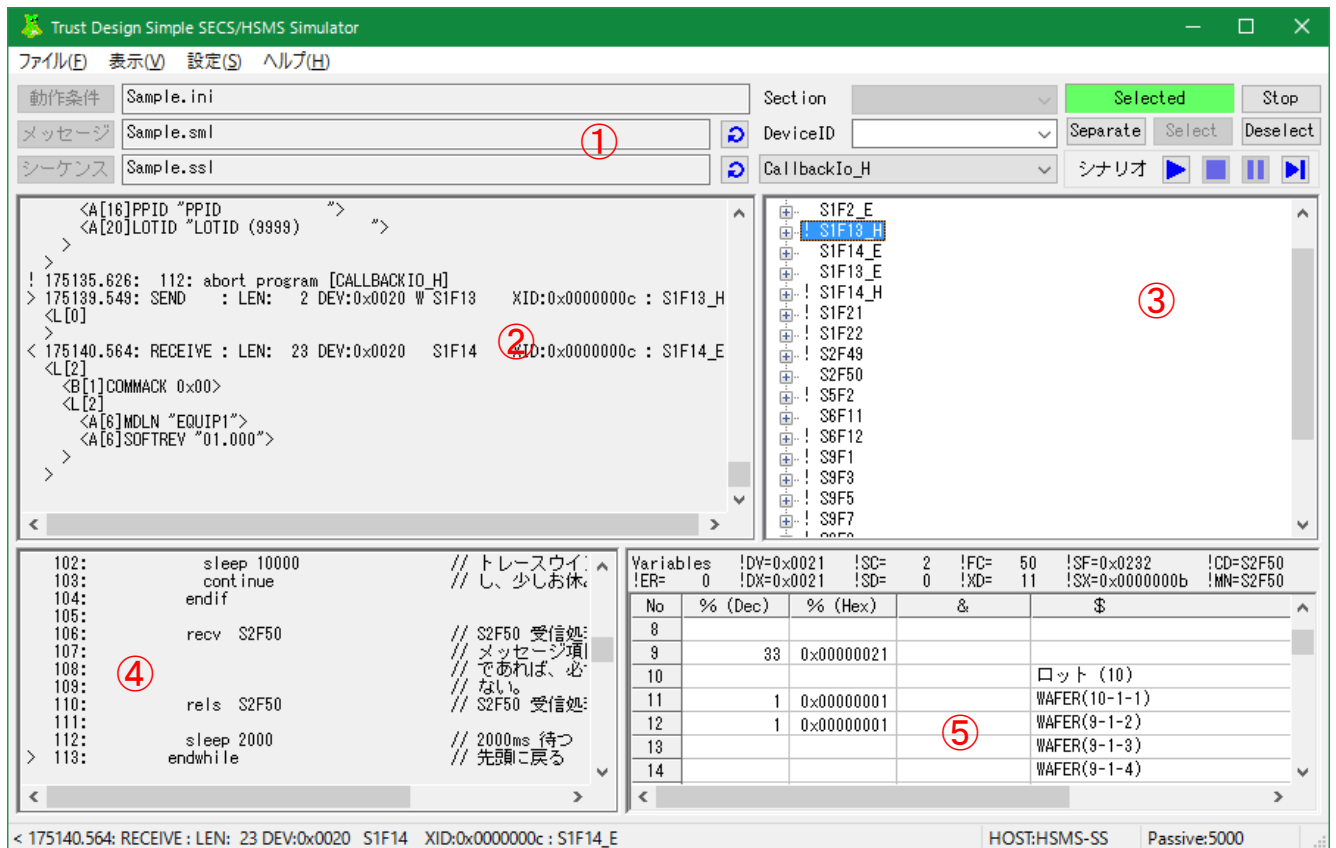 Trust Design Simple SECS/HSMS Simulator
ファイル(F) 表示(V) 設定(S) ヘルプ(H)
動作条件 Sample.ini Section Selected Stop
メッセージ Sample.sml ① DeviceID Separate Select Deselect
シーケンス Sample.ssl CallbackIo_H シナリオ
<A[16]PPID "PPID            ">
<A[20]LOTID "LOTID (9999)        ">
>
>
! 175135.626:  112: abort program [CALLBACKIO_H]
> 175139.549: SEND    : LEN:   2 DEV:0x0020 W S1F13    XID:0x0000000c : S1F13_H
<L[0]
>
②
< 175140.564: RECEIVE : LEN:  23 DEV:0x0020   S1F14    XID:0x0000000c : S1F14_E
<L[2]
<B[1]COMMACK 0x00>
<L[2]
<A[6]MDLN "EQUIP1">
<A[6]SOFTREV "01.000">
>
>
S1F2_E
! S1F13_H
S1F14_E
S1F13_E
! S1F14_H
③
! S1F21
! S1F22
! S2F49
S2F50
! S5F2
S6F11
! S6F12
! S9F1
! S9F3
! S9F5
! S9F7
102: sleep 10000 // トレースウイ
103: continue // し、少しお休
104: endif
105:
106: recv S2F50 // S2F50 受信処
107: // メッセージ項
108: // であれば、必
④
109: // ない。
110: rels S2F50 // S2F50 受信処
111:
112: sleep 2000 // 2000ms 待つ
> 113: endwhile // 先頭に戻る
Variables !DV=0x0021 !SC= 2 !FC= 50 !SF=0x0232 !CD=S2F50
!ER= 0 !DX=0x0021 !SD= 0 !XD= 11 !SX=0x0000000b !MN=S2F50
No % (Dec) % (Hex) & $
8
9 33 0x00000021
10 ロット (10)
11 1 0x00000001 WAFER(10-1-1)
12 1 0x00000001 WAFER(9-1-2)
⑤
13 WAFER(9-1-3)
14 WAFER(9-1-4)
< 175140.564: RECEIVE : LEN:  23 DEV:0x0020   S1F14    XID:0x0000000c : S1F14_E HOST:HSMS-SS Passive:5000